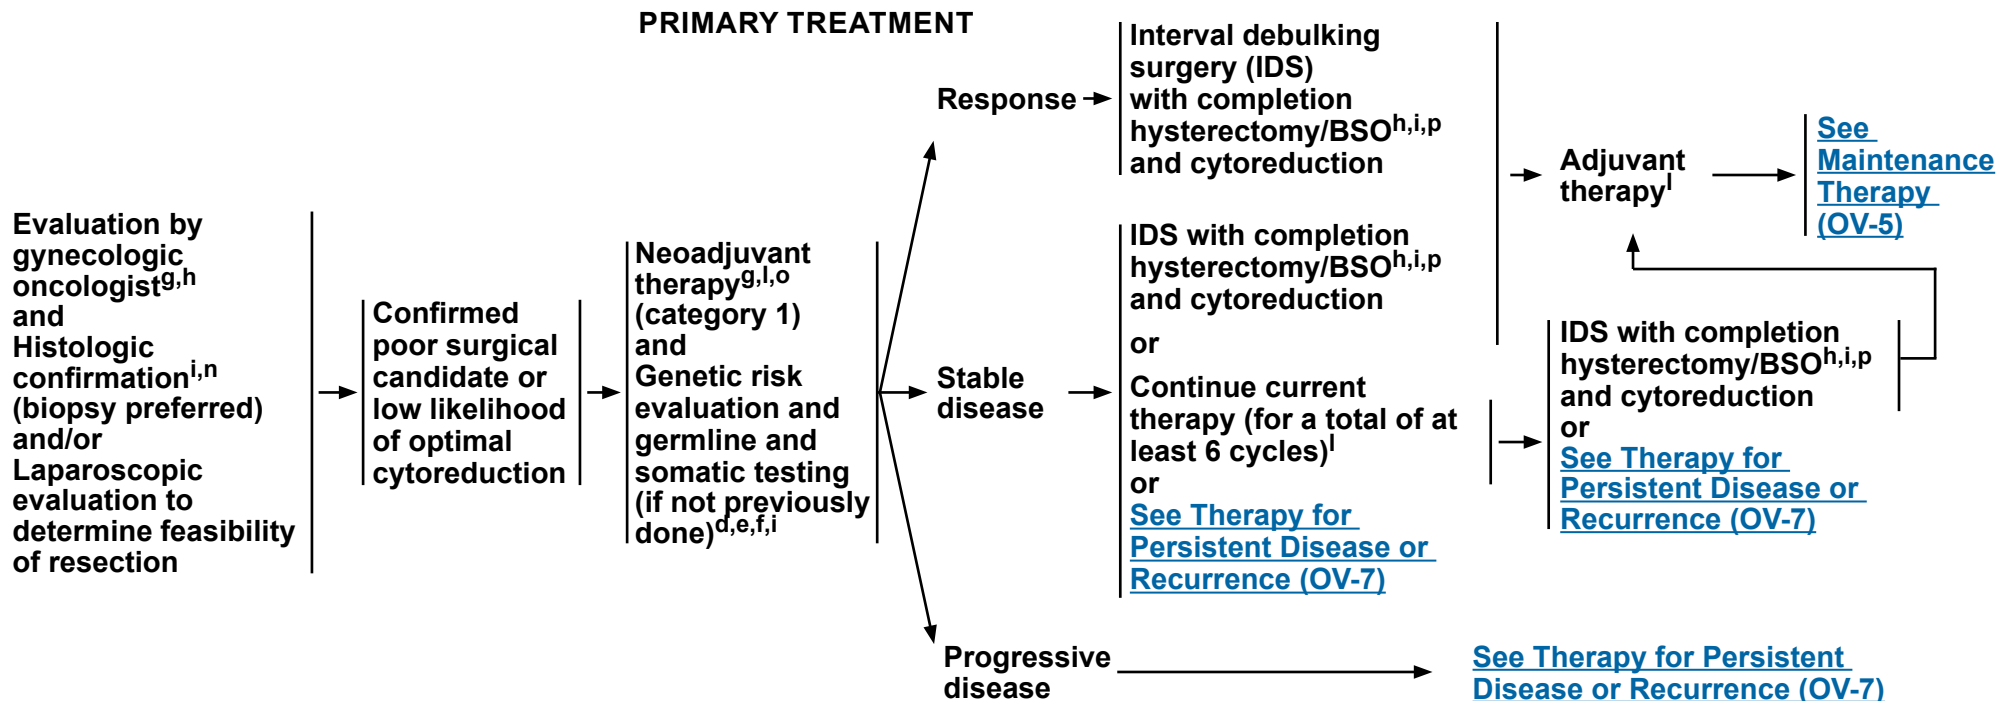 PRIMARY TREATMENT
Evaluation by
gynecologic
oncologistg,h
and
Histologic
confirmationi,n
(biopsy preferred)
and/or
Laparoscopic
evaluation to
determine feasibility
of resection
Confirmed
poor surgical
candidate or
low likelihood
of optimal
cytoreduction
Neoadjuvant
therapyg,l,o
(category 1)
and
Genetic risk
evaluation and
germline and
somatic testing
(if not previously
done)d,e,f,i
Response
Interval debulking
surgery (IDS)
with completion
hysterectomy/BSOh,i,p
and cytoreduction
Stable
disease
IDS with completion
hysterectomy/BSOh,i,p
and cytoreduction
or
Continue current
therapy (for a total of at
least 6 cycles)l
or
See Therapy for
Persistent Disease or
Recurrence (OV-7)
Adjuvant
therapyl
See
Maintenance
Therapy
(OV-5)
IDS with completion
hysterectomy/BSOh,i,p
and cytoreduction
or
See Therapy for
Persistent Disease or
Recurrence (OV-7)
Progressive
disease
See Therapy for Persistent
Disease or Recurrence (OV-7)